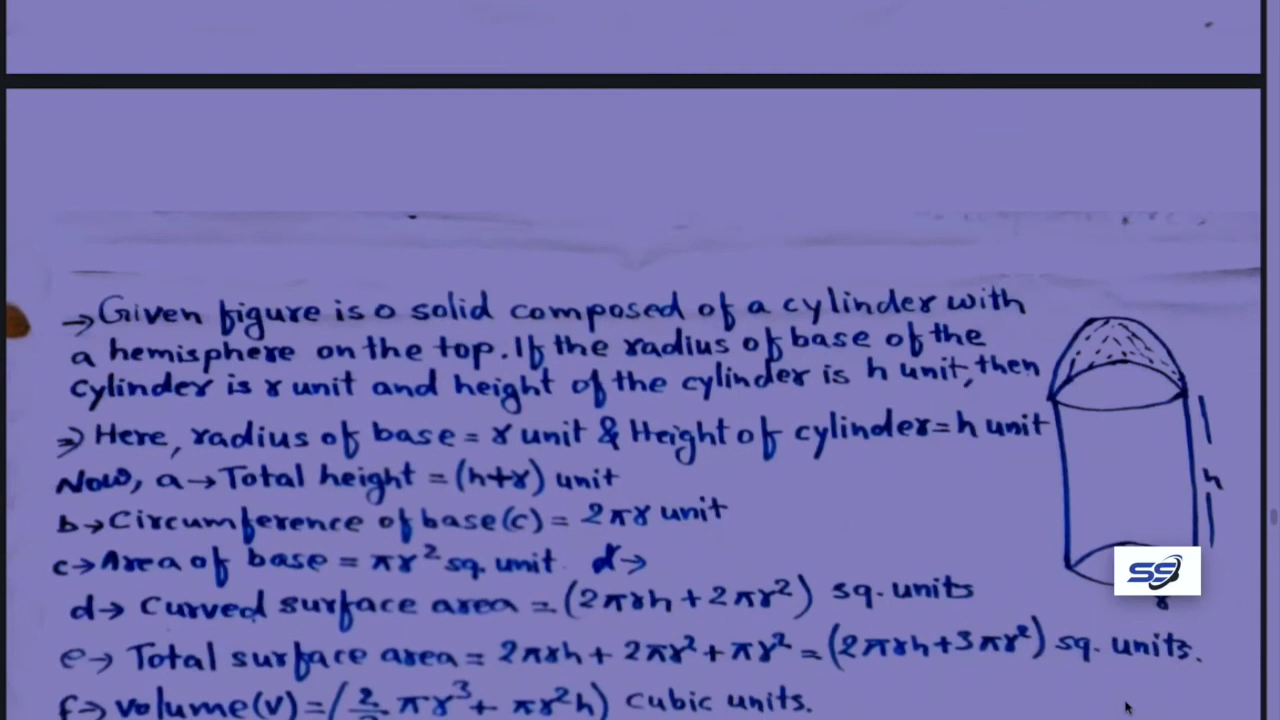 → Given figure is a solid composed of a cylinder with
a hemisphere on the top. If the radius of base of the
cylinder is r unit and height of the cylinder is h unit, then
⇒ Here, radius of base = r unit & Height of cylinder = h unit
Now, a → Total height = (h+r) unit
b → Circumference of base (c) = 2πr unit
c → Area of base = πr² sq. unit d →
d → Curved surface area = (2πrh + 2πr²) sq. units
e → Total surface area = 2πrh + 2πr² + πr² = (2πrh + 3πr²) sq. units.
f → volume (v) = (2/3 πr³ + πr²h) cubic units.
h
SS
r